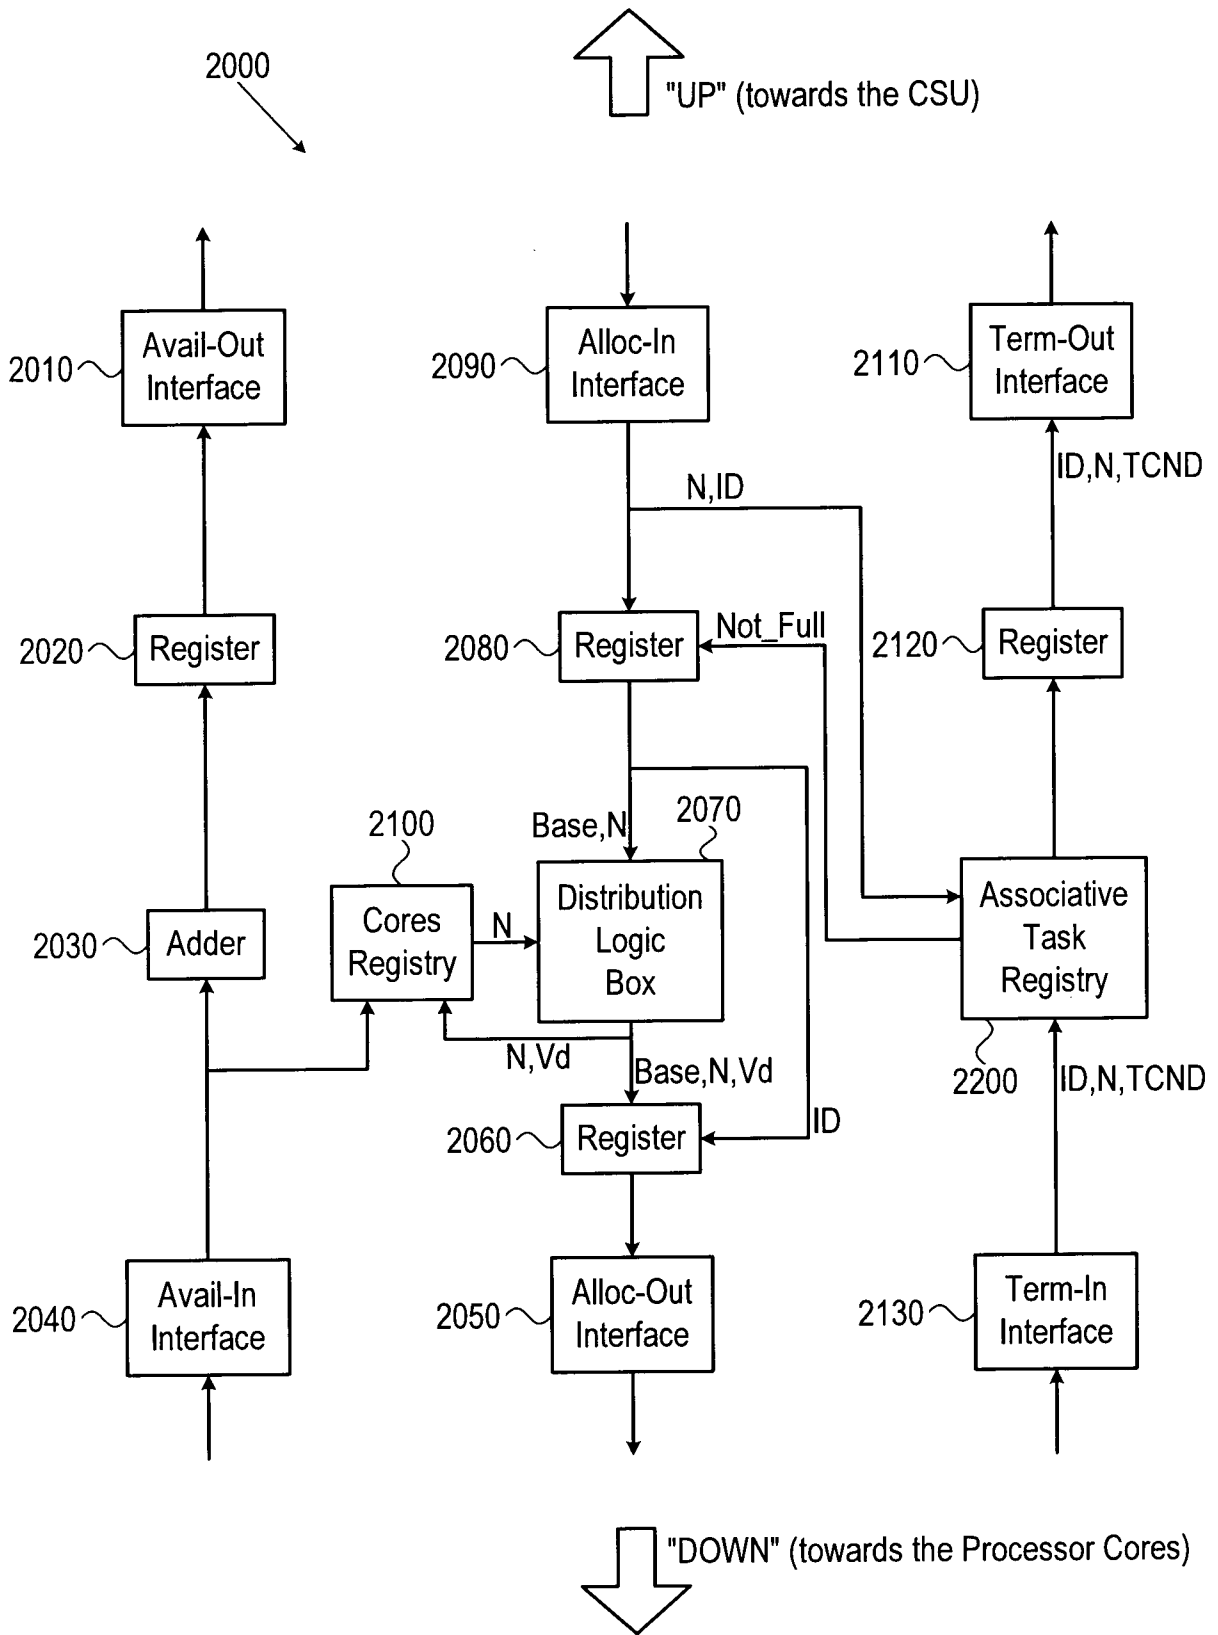 2000
"UP" (towards the CSU)
Avail-Out
Interface
2010
Alloc-In
Interface
2090
Term-Out
Interface
2110
ID,N,TCND
N,ID
Register
2020
Register
2080
Not_Full
Register
2120
2100
Base,N
2070
Cores
Registry
N
Distribution
Logic
Box
Associative
Task
Registry
Adder
2030
N,Vd
Base,N,Vd
2200
ID,N,TCND
Register
2060
ID
Avail-In
Interface
2040
Alloc-Out
Interface
2050
Term-In
Interface
2130
"DOWN" (towards the Processor Cores)